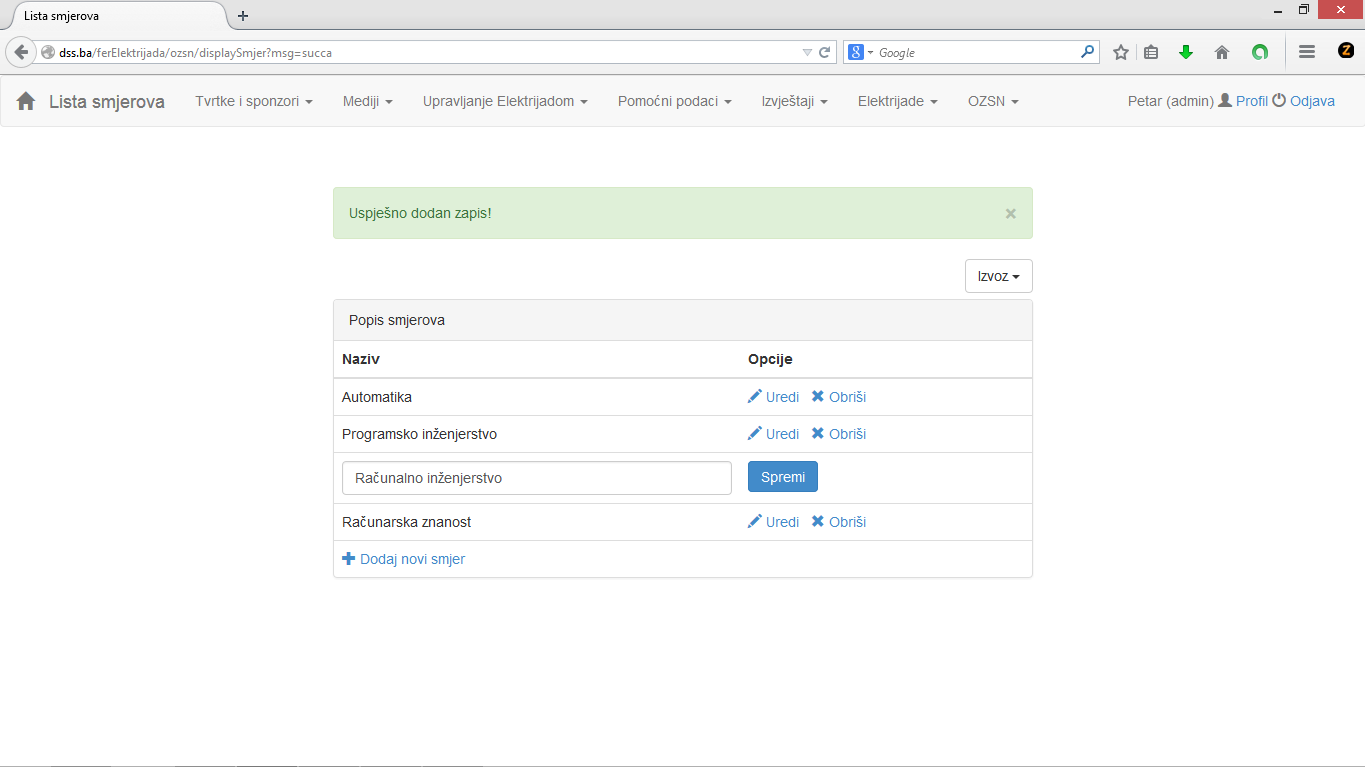 Lista smjerova
dss.ba/ferElektrijada/ozsn/displaySmjer?msg=succa
Google
Lista smjerova Tvrtke i sponzori Mediji Upravljanje Elektrijadom Pomoćni podaci Izvještaji Elektrijade OZSN Petar (admin) Profil Odjava
Uspješno dodan zapis! ×
Izvoz
Popis smjerova
Naziv Opcije
Automatika Uredi Obriši
Programsko inženjerstvo Uredi Obriši
Računalno inženjerstvo Spremi
Računarska znanost Uredi Obriši
Dodaj novi smjer